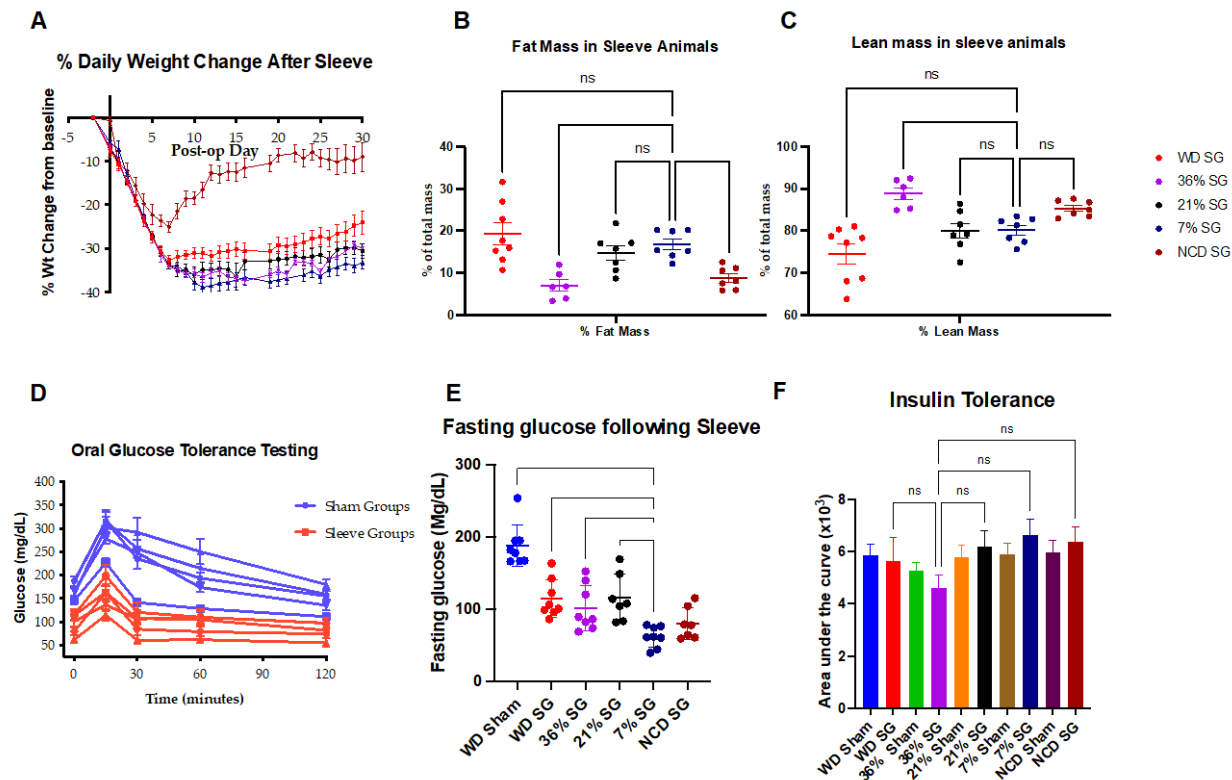 A
% Daily Weight Change After Sleeve
% Wt Change from baseline
-5 0 5 10 15 20 25 30
Post-op Day
-10
-20
-30
-40
B
Fat Mass in Sleeve Animals
ns
ns
% of total mass
40
30
20
10
0
% Fat Mass
C
Lean mass in sleeve animals
ns
ns
ns
% of total mass
100
90
80
70
60
% Lean Mass
WD SG
36% SG
21% SG
7% SG
NCD SG
D
Oral Glucose Tolerance Testing
Glucose (mg/dL)
400
350
300
250
200
150
100
50
0 30 60 90 120
Time (minutes)
Sham Groups
Sleeve Groups
E
Fasting glucose following Sleeve
Fasting glucose (Mg/dL)
300
200
100
0
WD Sham
WD SG
36% SG
21% SG
7% SG
NCD SG
F
Insulin Tolerance
ns
ns
ns
ns
Area under the curve (x10³)
8
6
4
2
0
WD Sham
WD SG
36% Sham
36% SG
21% Sham
21% SG
7% Sham
7% SG
NCD Sham
NCD SG